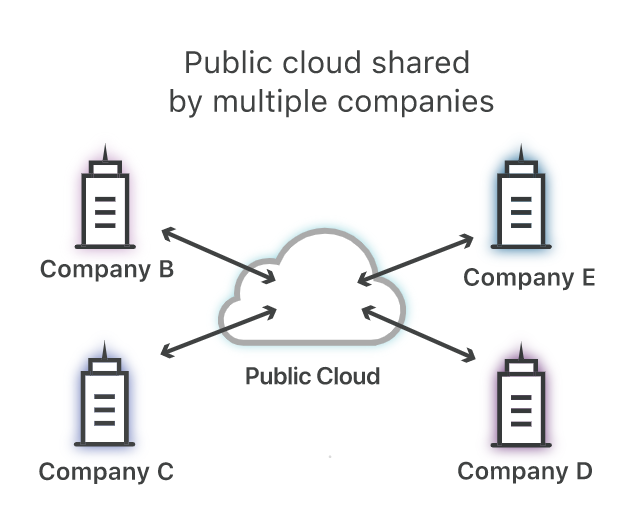 Public cloud shared
by multiple companies
Company B
Company E
Public Cloud
Company C
Company D